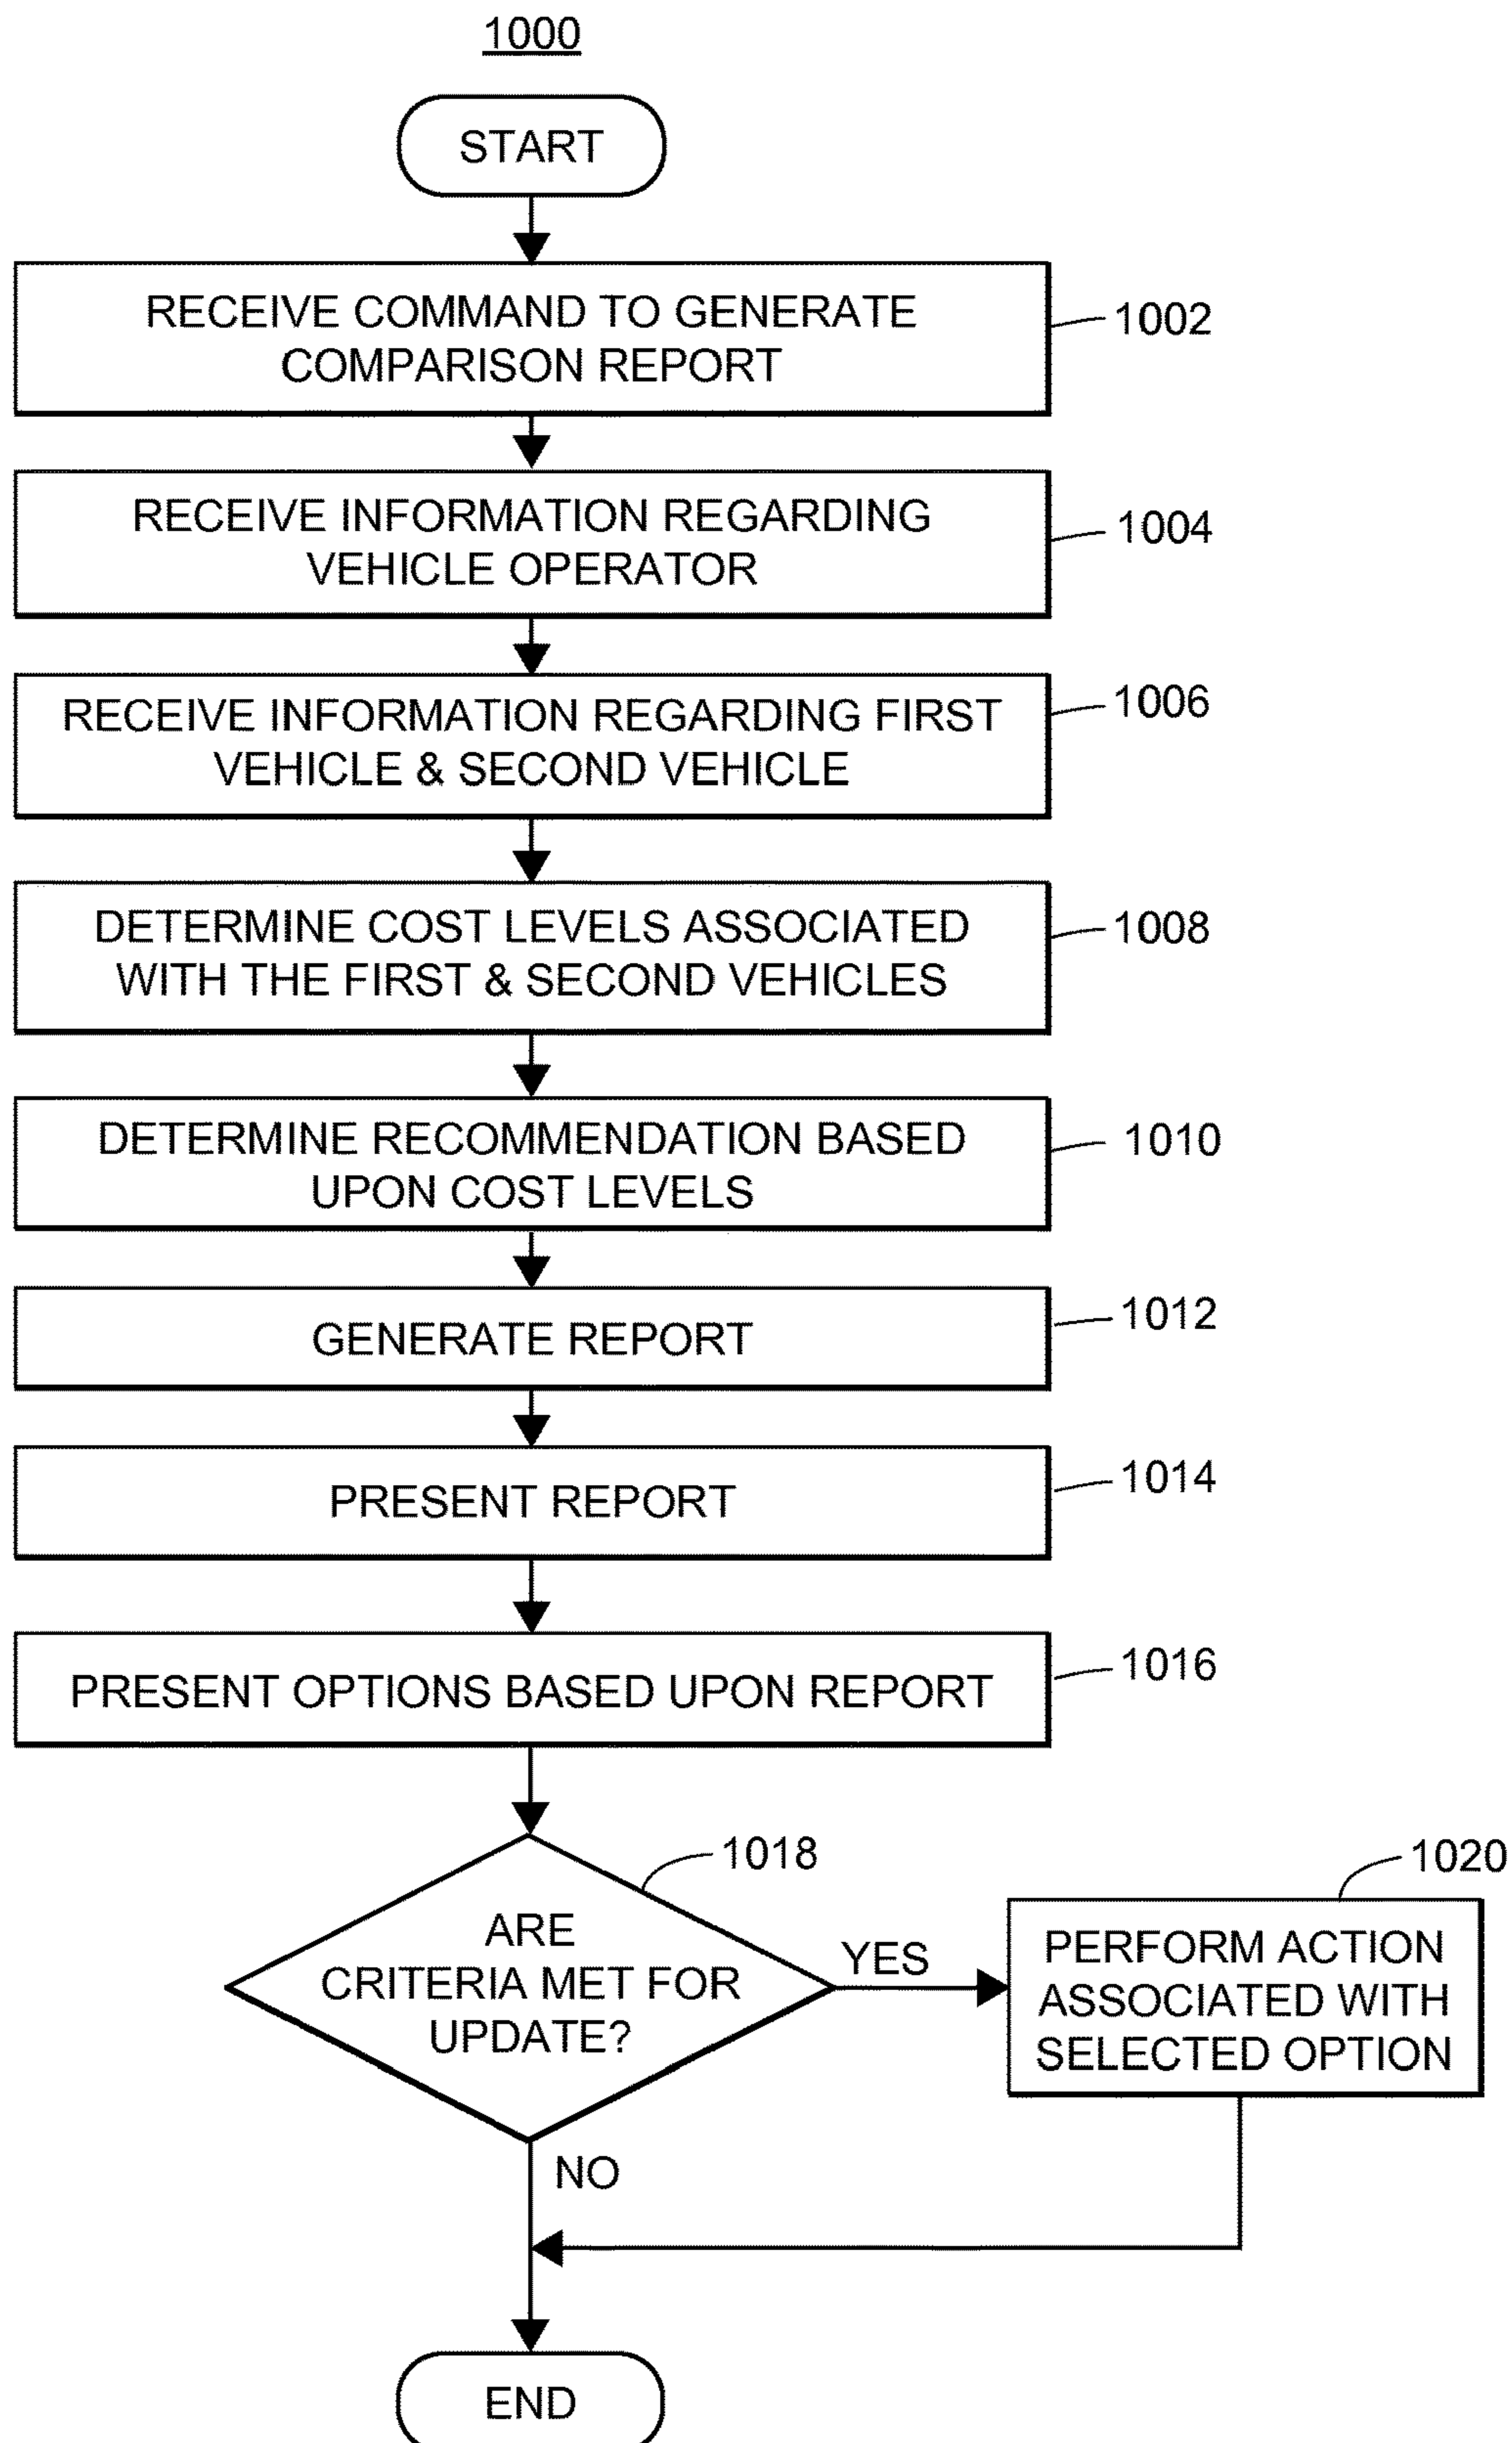 1000
START
RECEIVE COMMAND TO GENERATE
COMPARISON REPORT
1002
RECEIVE INFORMATION REGARDING
VEHICLE OPERATOR
1004
RECEIVE INFORMATION REGARDING FIRST
VEHICLE & SECOND VEHICLE
1006
DETERMINE COST LEVELS ASSOCIATED
WITH THE FIRST & SECOND VEHICLES
1008
DETERMINE RECOMMENDATION BASED
UPON COST LEVELS
1010
GENERATE REPORT
1012
PRESENT REPORT
1014
PRESENT OPTIONS BASED UPON REPORT
1016
ARE
CRITERIA MET FOR
UPDATE?
1018
YES
PERFORM ACTION
ASSOCIATED WITH
SELECTED OPTION
1020
NO
END